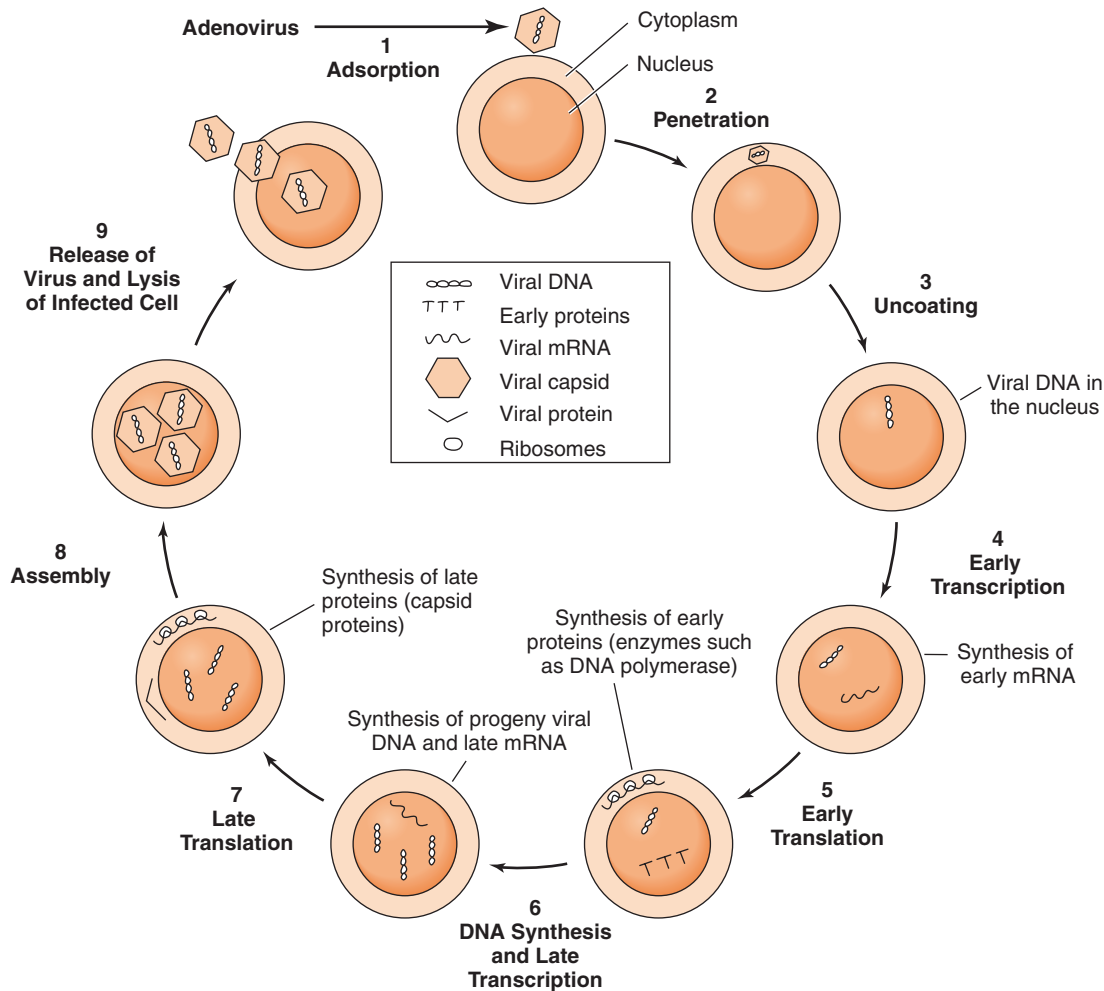 Adenovirus
1
Adsorption
Cytoplasm
Nucleus
2
Penetration
3
Uncoating
Viral DNA in
the nucleus
4
Early
Transcription
Synthesis of
early mRNA
5
Early
Translation
Synthesis of early
proteins (enzymes such
as DNA polymerase)
6
DNA Synthesis
and Late
Transcription
Synthesis of progeny viral
DNA and late mRNA
7
Late
Translation
Synthesis of late
proteins (capsid
proteins)
8
Assembly
9
Release of
Virus and Lysis
of Infected Cell
Viral DNA
Early proteins
Viral mRNA
Viral capsid
Viral protein
Ribosomes